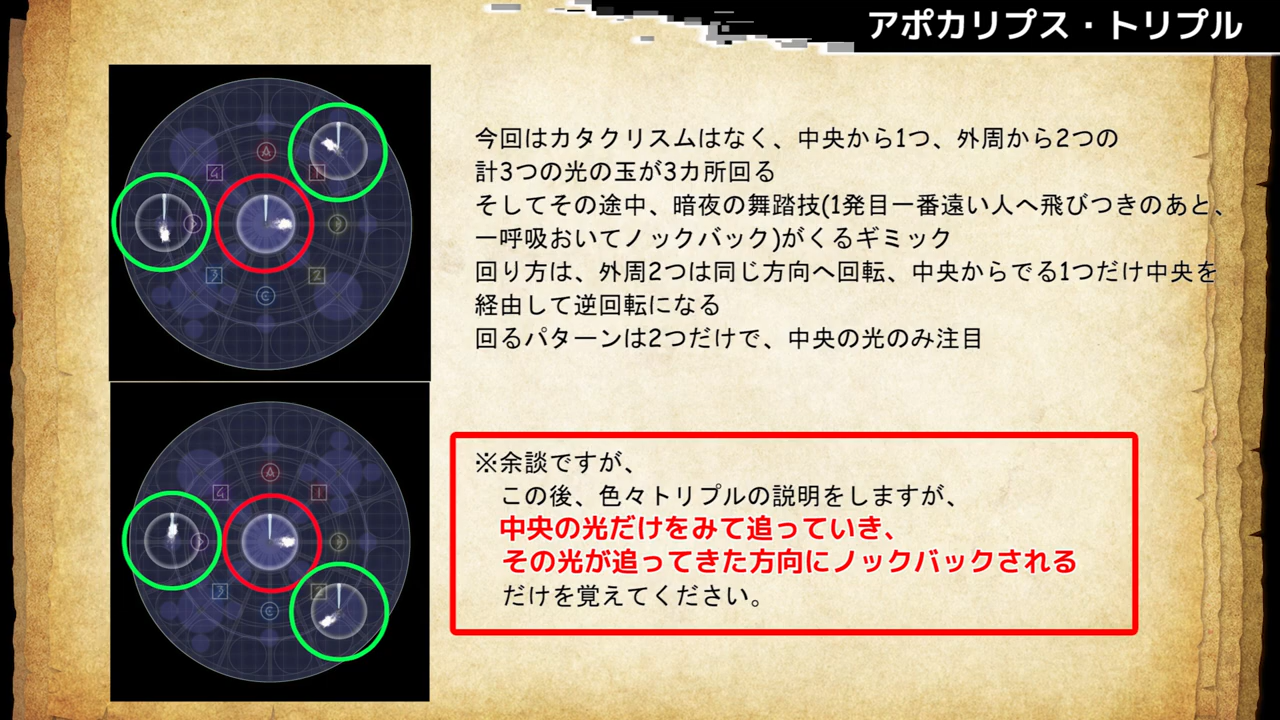 アポカリプス・トリプル
今回はカタクリスムはなく、中央から1つ、外周から2つの
計3つの光の玉が3カ所回る
そしてその途中、暗夜の舞踏技(1発目一番遠い人へ飛びつきのあと、
一呼吸おいてノックバック)がくるギミック
回り方は、外周2つは同じ方向へ回転、中央からでる1つだけ中央を
経由して逆回転になる
回るパターンは2つだけで、中央の光のみ注目
※余談ですが、
この後、色々トリプルの説明をしますが、
中央の光だけをみて追っていき、
その光が追ってきた方向にノックバックされる
だけを覚えてください。
A
4 1
3 2
C
A
4 1
3 2
C